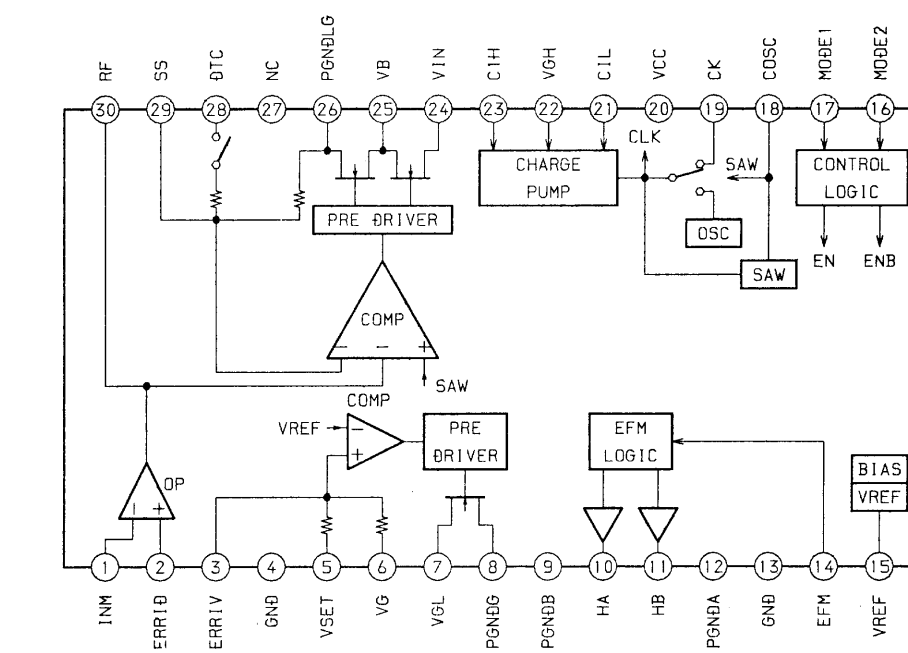 RF SS DTC NC PGNDLG VB VIN C1H VGH C1L VCC CK COSC MODE1 MODE2
30 29 28 27 26 25 24 23 22 21 20 19 18 17 16
CLK
CHARGE PUMP
SAW
CONTROL LOGIC
PRE DRIVER
OSC
EN ENB
SAW
COMP
− − +
SAW
COMP
VREF −
+
PRE DRIVER
EFM LOGIC
BIAS
VREF
OP
− +
1 2 3 4 5 6 7 8 9 10 11 12 13 14 15
INM ERRID ERRIV GND VSET VG VGL PGNDG PGNDB HA HB PGNDA GND EFM VREF